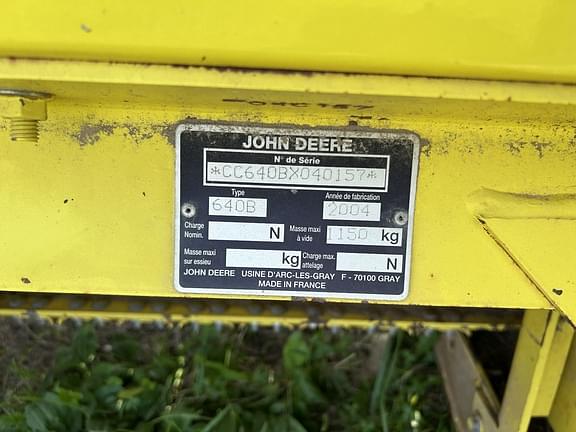 JOHN DEERE
N° de Série
*CC640BX040157*
Type
Année de fabrication
640B
2004
Charge Nomin.
N
Masse maxi à vide
1150 kg
Masse maxi sur essieu
kg
Charge max. attelage
N
JOHN DEERE USINE D'ARC-LES-GRAY F - 70100 GRAY
MADE IN FRANCE